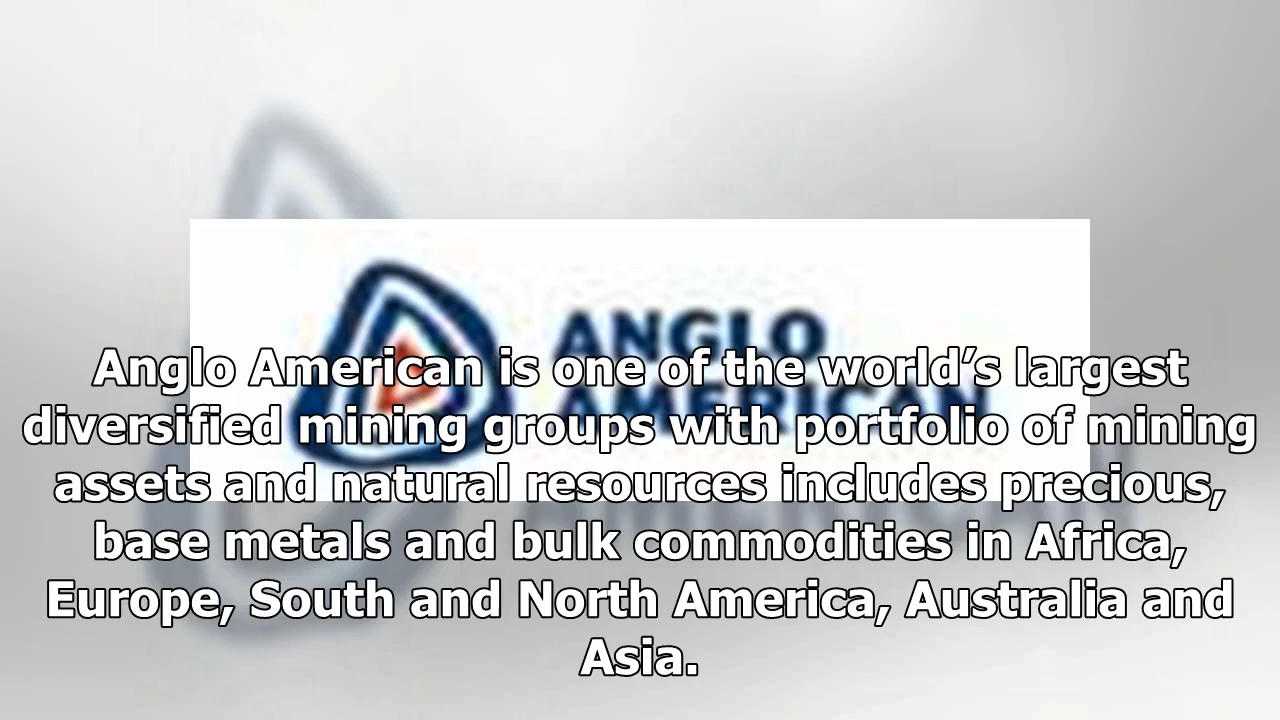 ANGLO
AMERICAN
Anglo American is one of the world’s largest
diversified mining groups with portfolio of mining
assets and natural resources includes precious,
base metals and bulk commodities in Africa,
Europe, South and North America, Australia and
Asia.